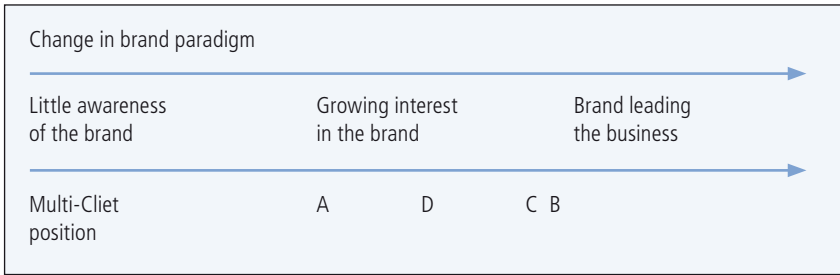 Change in brand paradigm
Little awareness
of the brand
Growing interest
in the brand
Brand leading
the business
Multi-Cliet
position
A D C B